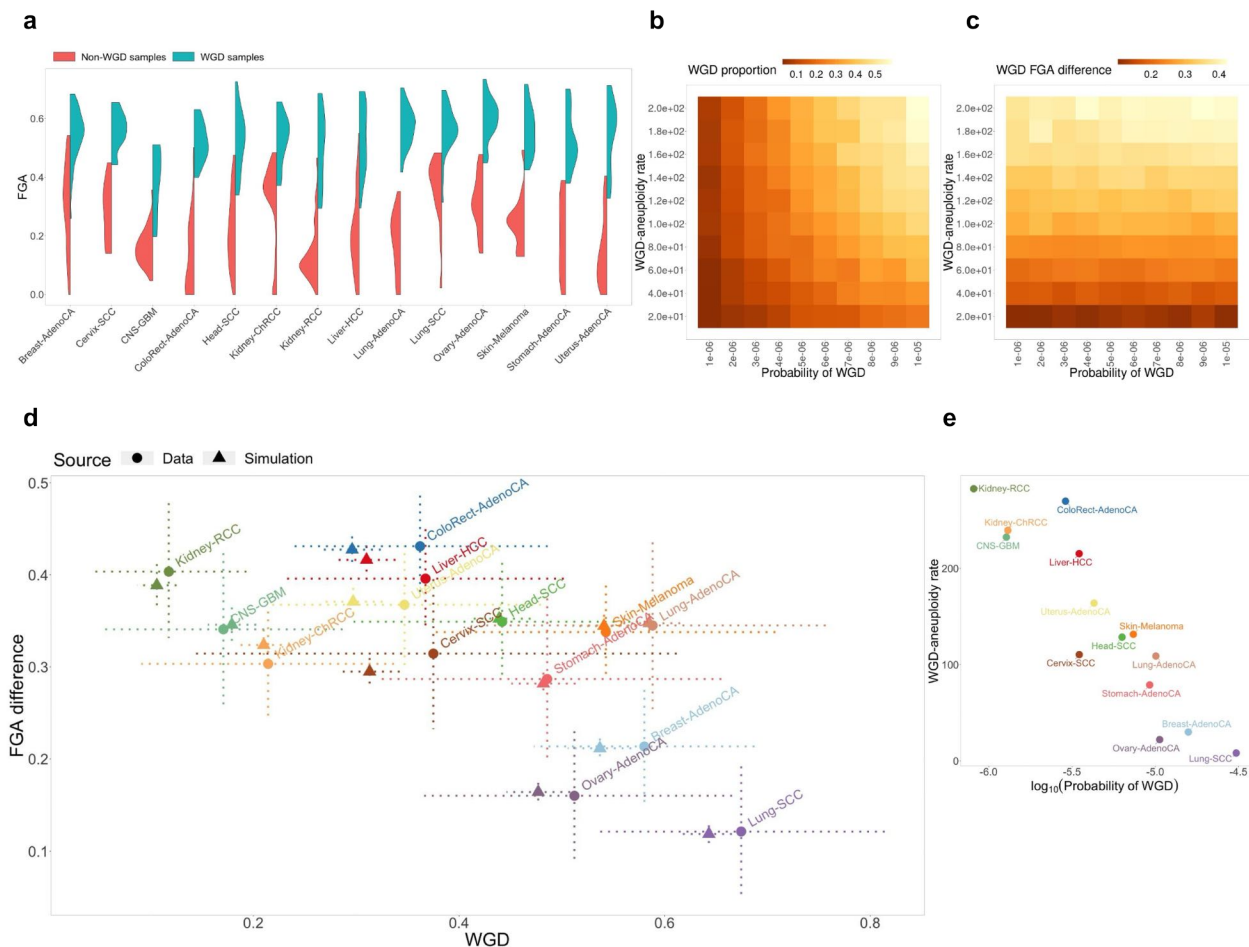 a
Non-WGD samples
WGD samples
FGA
0.6
0.4
0.2
0.0
Breast-AdenoCA
Cervix-SCC
CNS-GBM
ColoRect-AdenoCA
Head-SCC
Kidney-ChRCC
Kidney-RCC
Liver-HCC
Lung-AdenoCA
Lung-SCC
Ovary-AdenoCA
Skin-Melanoma
Stomach-AdenoCA
Uterus-AdenoCA
b
WGD proportion
0.1 0.2 0.3 0.4 0.5
WGD-aneuploidy rate
2.0e+02
1.8e+02
1.6e+02
1.4e+02
1.2e+02
1.0e+02
8.0e+01
6.0e+01
4.0e+01
2.0e+01
1e-06
2e-06
3e-06
4e-06
5e-06
6e-06
7e-06
8e-06
9e-06
1e-05
Probability of WGD
c
WGD FGA difference
0.2 0.3 0.4
WGD-aneuploidy rate
2.0e+02
1.8e+02
1.6e+02
1.4e+02
1.2e+02
1.0e+02
8.0e+01
6.0e+01
4.0e+01
2.0e+01
1e-06
2e-06
3e-06
4e-06
5e-06
6e-06
7e-06
8e-06
9e-06
1e-05
Probability of WGD
d
Source Data Simulation
FGA difference
0.5
0.4
0.3
0.2
0.1
Kidney-RCC
ColoRect-AdenoCA
Liver-HCC
Uterus-AdenoCA
CNS-GBM
Kidney-ChRCC
Cervix-SCC
Head-SCC
Skin-Melanoma
Lung-AdenoCA
Stomach-AdenoCA
Breast-AdenoCA
Ovary-AdenoCA
Lung-SCC
0.2 0.4 0.6 0.8
WGD
e
WGD-aneuploidy rate
200
100
0
Kidney-RCC
ColoRect-AdenoCA
Kidney-ChRCC
CNS-GBM
Liver-HCC
Uterus-AdenoCA
Skin-Melanoma
Head-SCC
Cervix-SCC
Lung-AdenoCA
Stomach-AdenoCA
Breast-AdenoCA
Ovary-AdenoCA
Lung-SCC
-6.0 -5.5 -5.0 -4.5
log10(Probability of WGD)